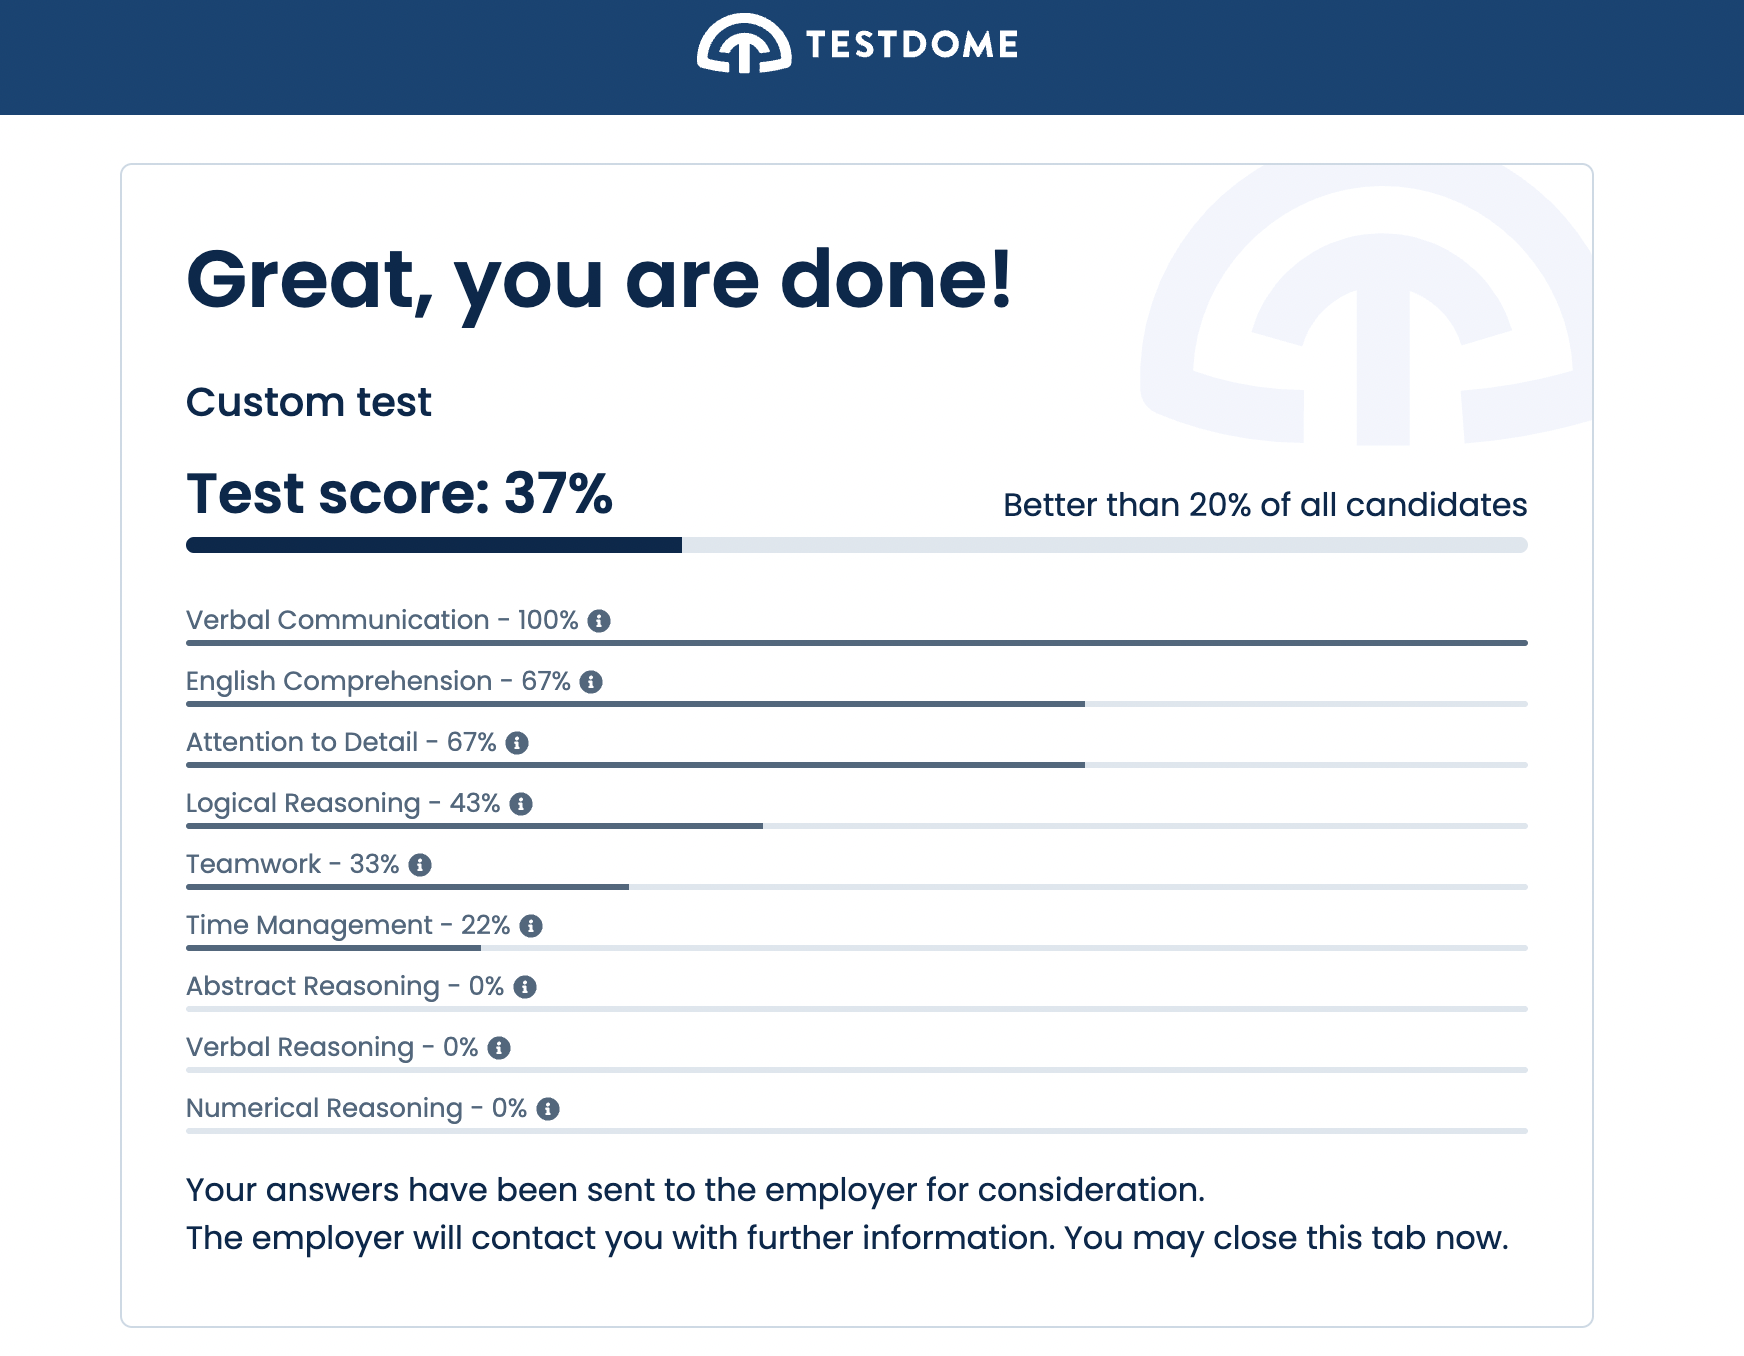 TESTDOME
Great, you are done!
Custom test
Test score: 37%
Better than 20% of all candidates
Verbal Communication - 100%
English Comprehension - 67%
Attention to Detail - 67%
Logical Reasoning - 43%
Teamwork - 33%
Time Management - 22%
Abstract Reasoning - 0%
Verbal Reasoning - 0%
Numerical Reasoning - 0%
Your answers have been sent to the employer for consideration.
The employer will contact you with further information. You may close this tab now.